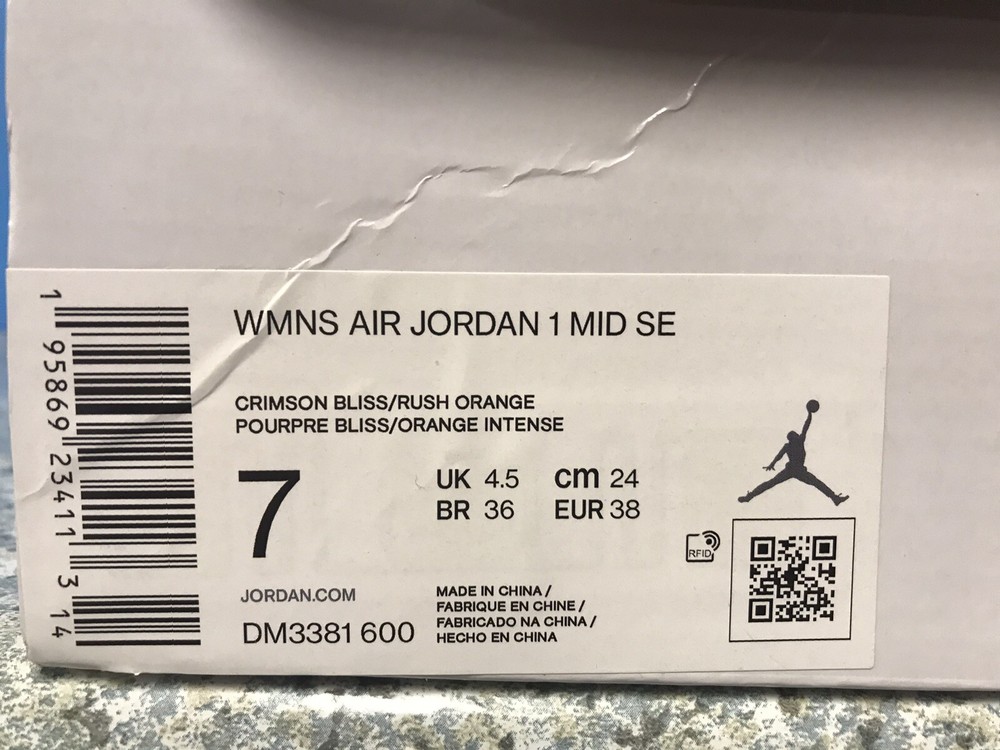 WMNS AIR JORDAN 1 MID SE
CRIMSON BLISS/RUSH ORANGE
POURPRE BLISS/ORANGE INTENSE
7
UK 4.5 cm 24
BR 36 EUR 38
RFID
JORDAN.COM
DM3381 600
MADE IN CHINA /
FABRIQUE EN CHINE /
FABRICADO NA CHINA /
HECHO EN CHINA
1 95869 23411 3 14